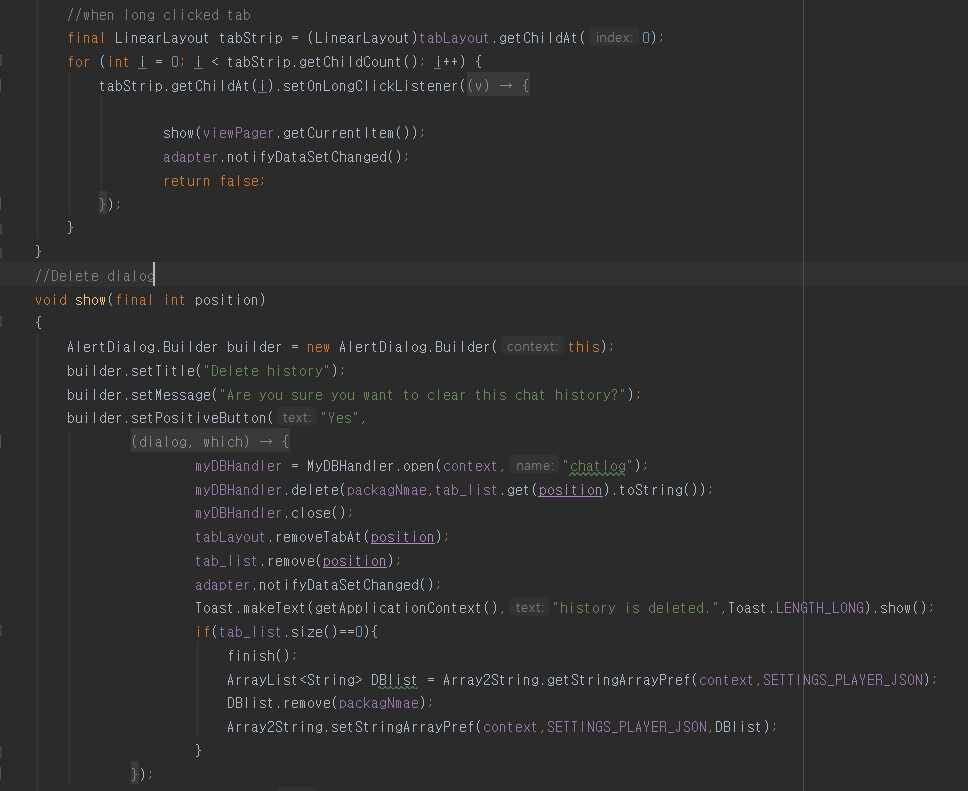 //when long clicked tab
final LinearLayout tabStrip = (LinearLayout)tabLayout.getChildAt( index: 0);
for (int i = 0; i < tabStrip.getChildCount(); i++) {
tabStrip.getChildAt(i).setOnLongClickListener((v) → {
show(viewPager.getCurrentItem());
adapter.notifyDataSetChanged();
return false;
});
}
}
//Delete dialog
void show(final int position)
{
AlertDialog.Builder builder = new AlertDialog.Builder( context: this);
builder.setTitle("Delete history");
builder.setMessage("Are you sure you want to clear this chat history?");
builder.setPositiveButton( text: "Yes",
(dialog, which) → {
myDBHandler = MyDBHandler.open(context, name: "chatlog");
myDBHandler.delete(packagNmae,tab_list.get(position).toString());
myDBHandler.close();
tabLayout.removeTabAt(position);
tab_list.remove(position);
adapter.notifyDataSetChanged();
Toast.makeText(getApplicationContext(), text: "history is deleted.",Toast.LENGTH_LONG).show();
if(tab_list.size()==0){
finish();
ArrayList<String> DBlist = Array2String.getStringArrayPref(context,SETTINGS_PLAYER_JSON);
DBlist.remove(packagNmae);
Array2String.setStringArrayPref(context,SETTINGS_PLAYER_JSON,DBlist);
}
});